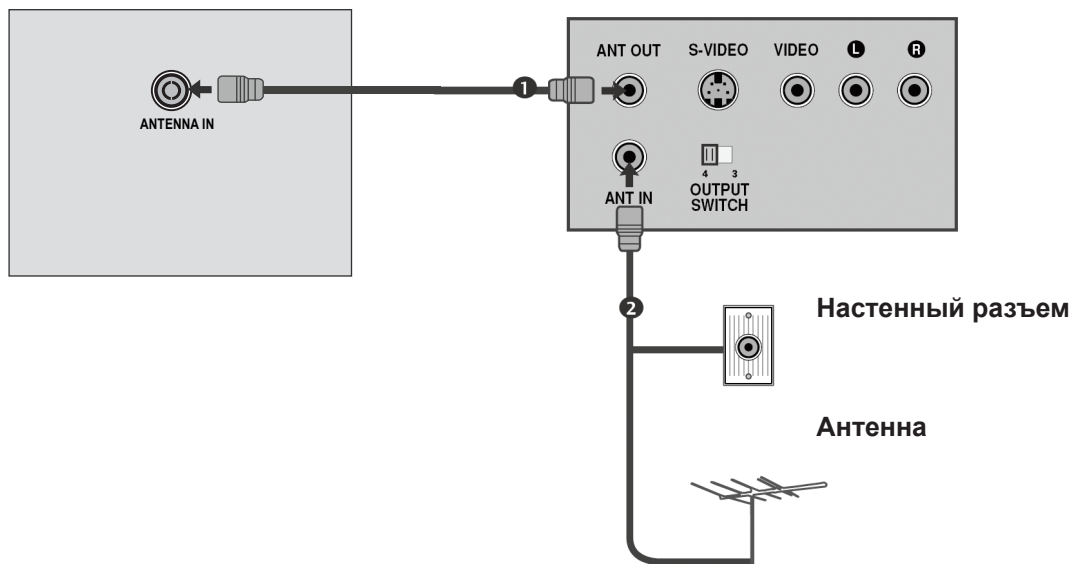 ANT OUT S-VIDEO VIDEO L R
1
ANTENNA IN
4 3
ANT IN
OUTPUT
SWITCH
2
Настенный разъем
Антенна